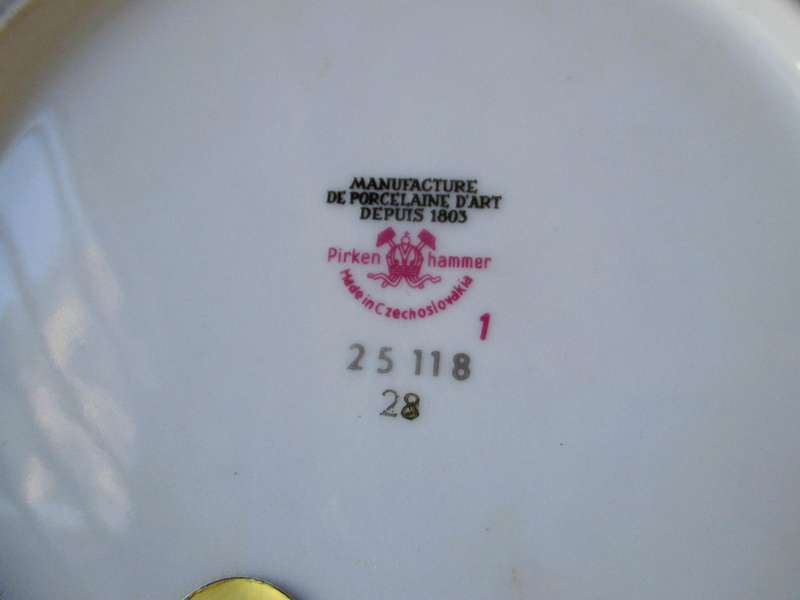 MANUFACTURE
DE PORCELAINE D'ART
DEPUIS 1803
Pirken hammer
Made in Czechoslovakia
1
25 118
28